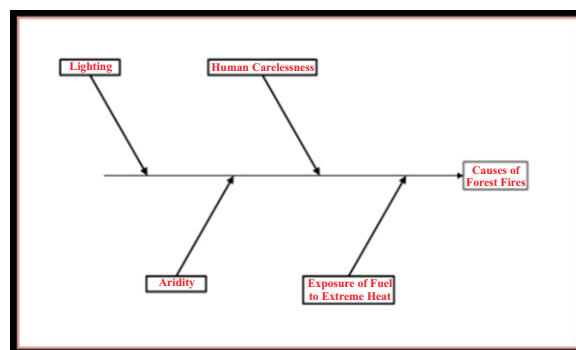 Lighting
Human Carelessness
Causes of
Forest Fires
Aridity
Exposure of Fuel
to Extreme Heat